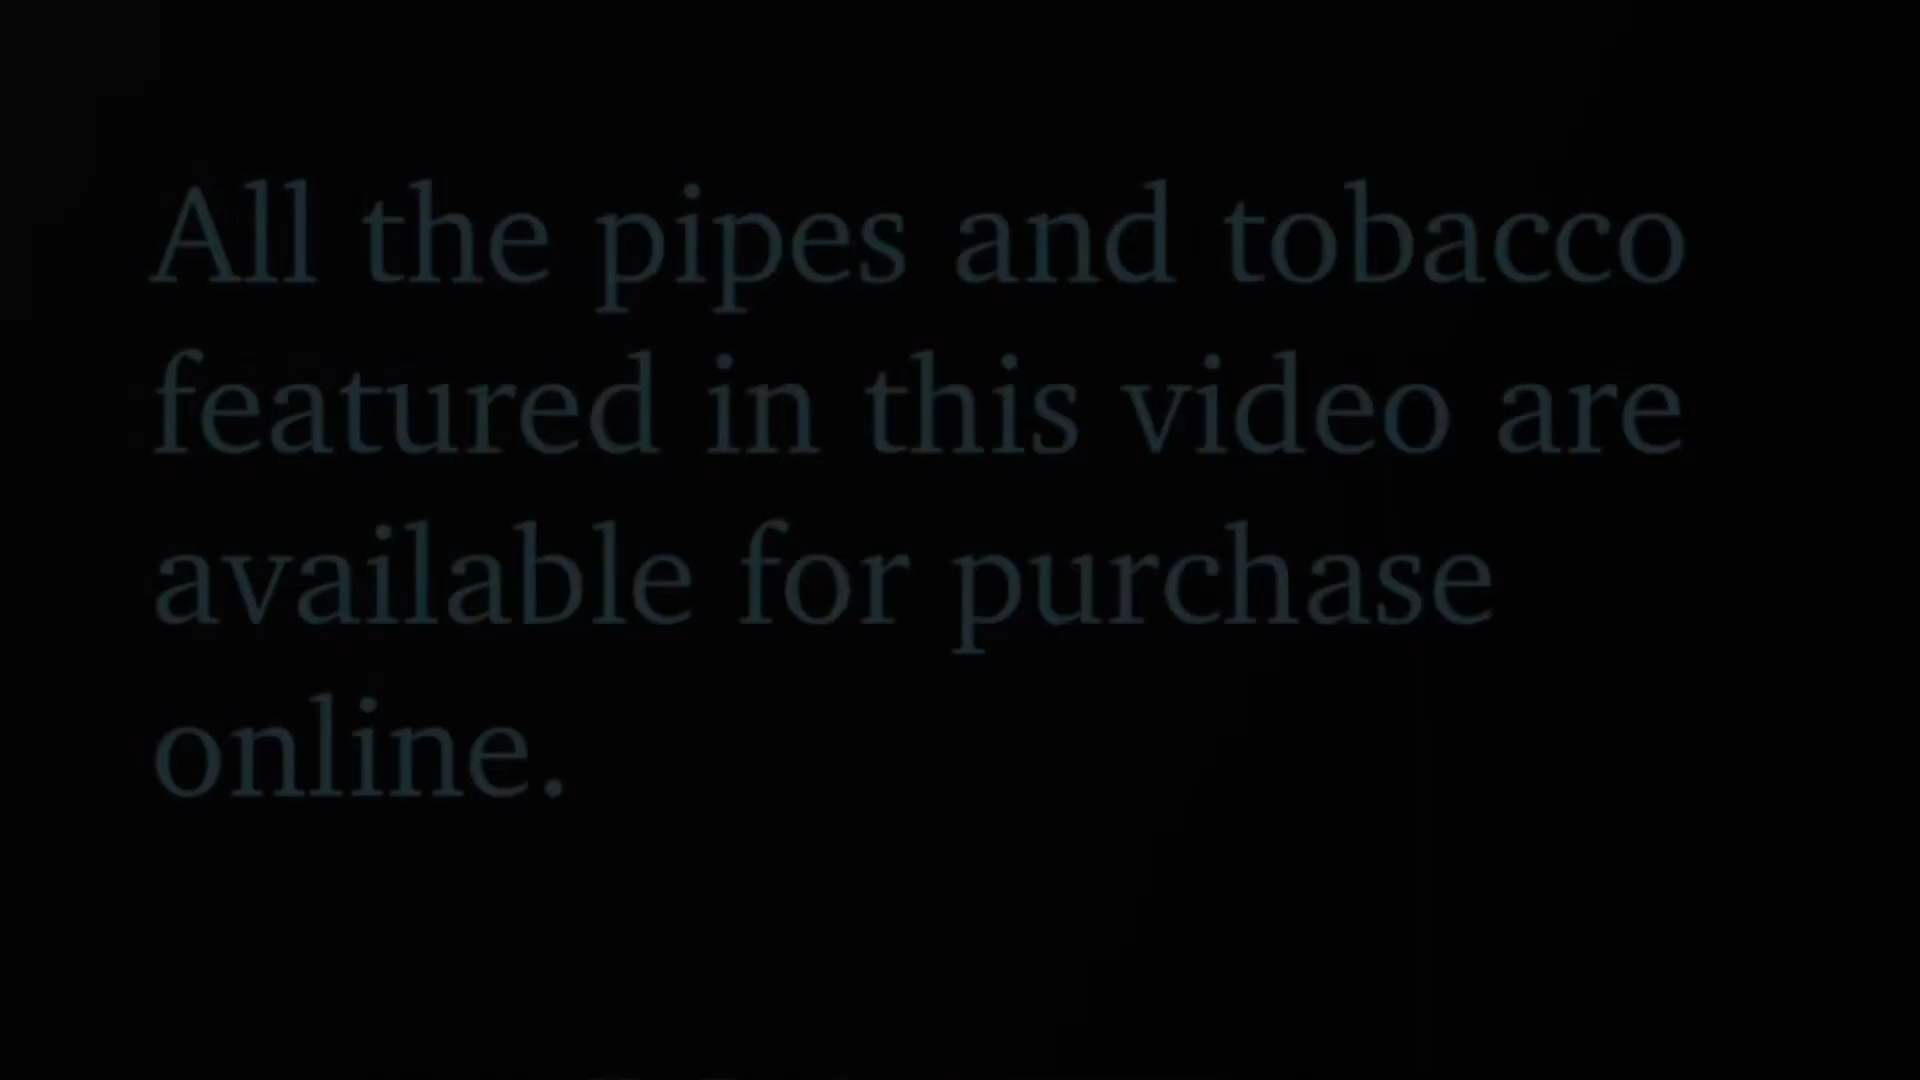 All the pipes and tobacco
featured in this video are
available for purchase
online.